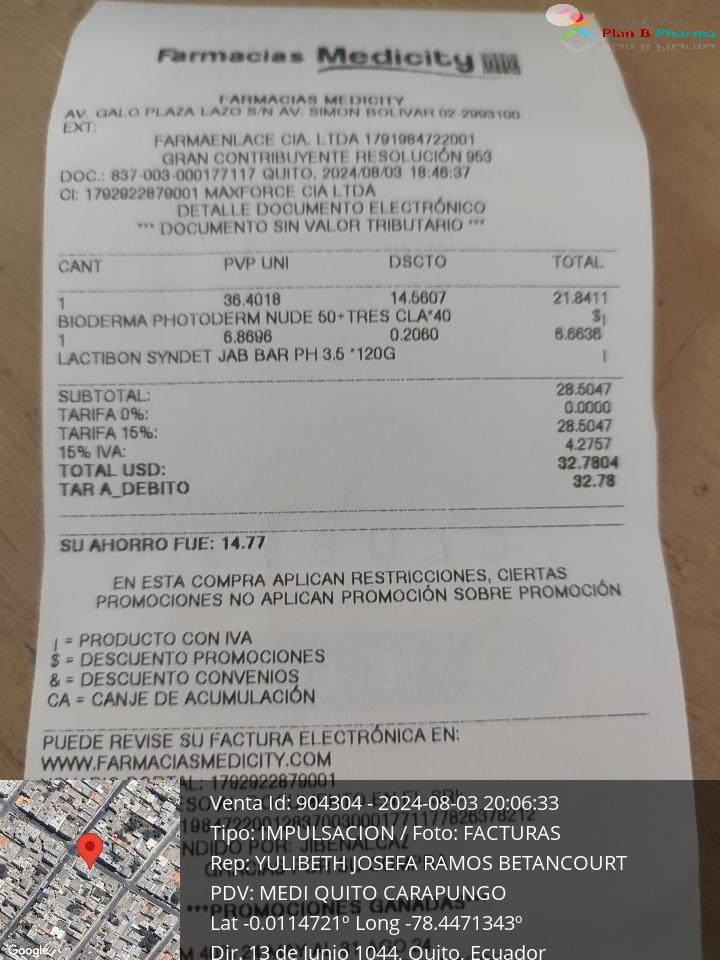 Plan B Pharma
Farmacias Medicity
FARMACIAS MEDICITY
AV. GALO PLAZA LAZO S/N AV. SIMON BOLIVAR 02-2993100
EXT:
FARMAENLACE CIA. LTDA 1791984722001
GRAN CONTRIBUYENTE RESOLUCIÓN 953
DOC.: 837-003-000177117 QUITO, 2024/08/03 18:46:37
CI: 1792922879001 MAXFORCE CIA LTDA
DETALLE DOCUMENTO ELECTRÓNICO
*** DOCUMENTO SIN VALOR TRIBUTARIO ***
CANT PVP UNI DSCTO TOTAL
1 36.4018 14.5607 21.8411
BIODERMA PHOTODERM NUDE 50+TRES CLA*40 $|
1 6.8696 0.2060 6.6636
LACTIBON SYNDET JAB BAR PH 3.5 *120G |
SUBTOTAL: 28.5047
TARIFA 0%: 0.0000
TARIFA 15%: 28.5047
15% IVA: 4.2757
TOTAL USD: 32.7804
TAR A_DEBITO 32.78
SU AHORRO FUE: 14.77
EN ESTA COMPRA APLICAN RESTRICCIONES, CIERTAS
PROMOCIONES NO APLICAN PROMOCIÓN SOBRE PROMOCIÓN
| = PRODUCTO CON IVA
$ = DESCUENTO PROMOCIONES
& = DESCUENTO CONVENIOS
CA = CANJE DE ACUMULACIÓN
PUEDE REVISE SU FACTURA ELECTRÓNICA EN:
WWW.FARMACIASMEDICITY.COM
1792922879001
Venta Id: 904304 - 2024-08-03 20:06:33
Tipo: IMPULSACION / Foto: FACTURAS
Rep: YULIBETH JOSEFA RAMOS BETANCOURT
PDV: MEDI QUITO CARAPUNGO
***PROMOCIONES GANADAS***
Lat -0.0114721º Long -78.4471343º
Dir. 13 de Junio 1044, Quito, Ecuador
Google